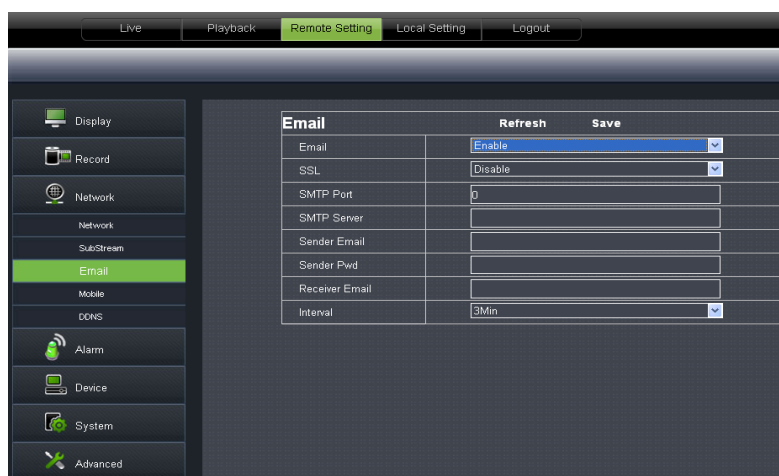 Live Playback Remote Setting Local Setting Logout
Display
Record
Network
Network
SubStream
Email
Mobile
DDNS
Alarm
Device
System
Advanced
Email Refresh Save
Email Enable
SSL Disable
SMTP Port 0
SMTP Server
Sender Email
Sender Pwd
Receiver Email
Interval 3Min